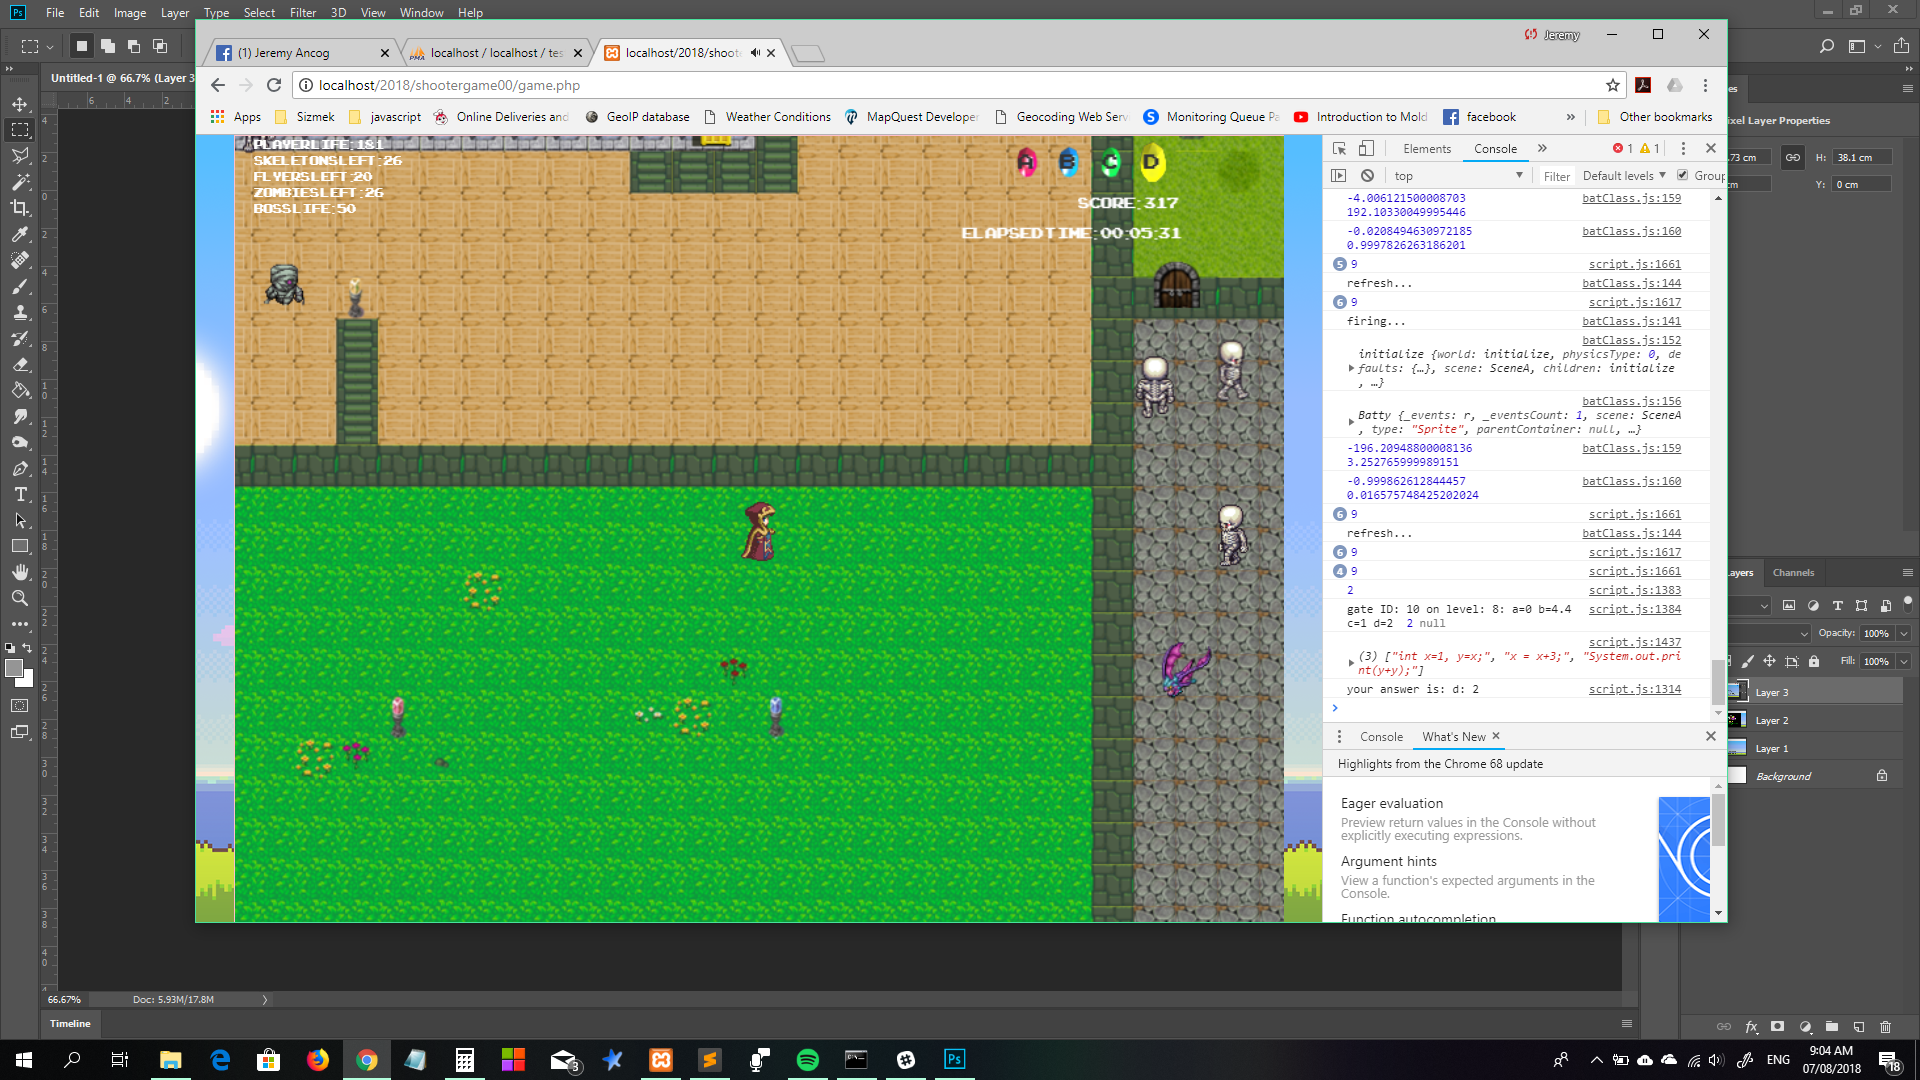 Ps File Edit Image Layer Type Select Filter 3D View Window Help
Untitled-1 @ 66.7% (Layer 3
(1) Jeremy Ancog
localhost / localhost / tes
localhost/2018/shoote
Jeremy
localhost/2018/shootergame00/game.php
Apps Sizmek javascript Online Deliveries and GeoIP database Weather Conditions MapQuest Developer Geocoding Web Serv Monitoring Queue Pa Introduction to Mold facebook » Other bookmarks
PLAYERLIFE:181
SKELETONSLEFT:26
FLYERSLEFT:20
ZOMBIESLEFT:26
BOSSLIFE:50
A B C D
SCORE:317
ELAPSEDTIME:00:05:31
Elements Console » 1 1
top Filter Default levels Group
-4.006121500008703 batClass.js:159
192.10330049995446
-0.0208494630972185 batClass.js:160
0.9997826263186201
5 9 script.js:1661
refresh... batClass.js:144
6 9 script.js:1617
firing... batClass.js:141
batClass.js:152
initialize {world: initialize, physicsType: 0, de
faults: {…}, scene: SceneA, children: initialize
, …}
batClass.js:156
Batty {_events: r, _eventsCount: 1, scene: SceneA
, type: "Sprite", parentContainer: null, …}
-196.20948800008136 batClass.js:159
3.252765999989151
-0.999862612844457 batClass.js:160
0.016575748425202024
6 9 script.js:1661
refresh... batClass.js:144
6 9 script.js:1617
4 9 script.js:1661
2 script.js:1383
gate ID: 10 on level: 8: a=0 b=4.4 script.js:1384
c=1 d=2 2 null
script.js:1437
(3) ["int x=1, y=x;", "x = x+3;", "System.out.pri
nt(y+y);"]
your answer is: d: 2 script.js:1314
Console What's New
Highlights from the Chrome 68 update
Eager evaluation
Preview return values in the Console without
explicitly executing expressions.
Argument hints
View a function's expected arguments in the
Console.
Function autocompletion
es
ixel Layer Properties
.73 cm H: 38.1 cm
cm Y: 0 cm
ayers Channels
Opacity: 100%
Fill: 100%
Layer 3
Layer 2
Layer 1
Background
66.67% Doc: 5.93M/17.8M
Timeline
3 Ps ENG 9:04 AM
07/08/2018 18